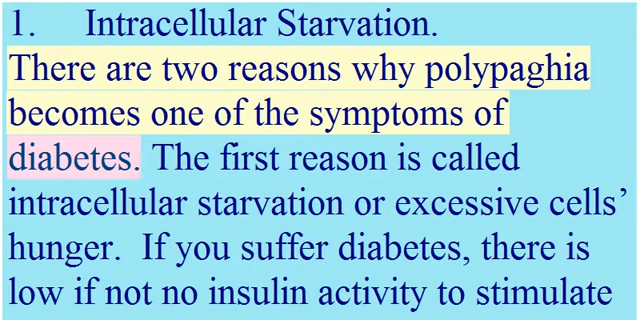 1. Intracellular Starvation.
There are two reasons why polypaghia
becomes one of the symptoms of
diabetes. The first reason is called
intracellular starvation or excessive cells’
hunger. If you suffer diabetes, there is
low if not no insulin activity to stimulate